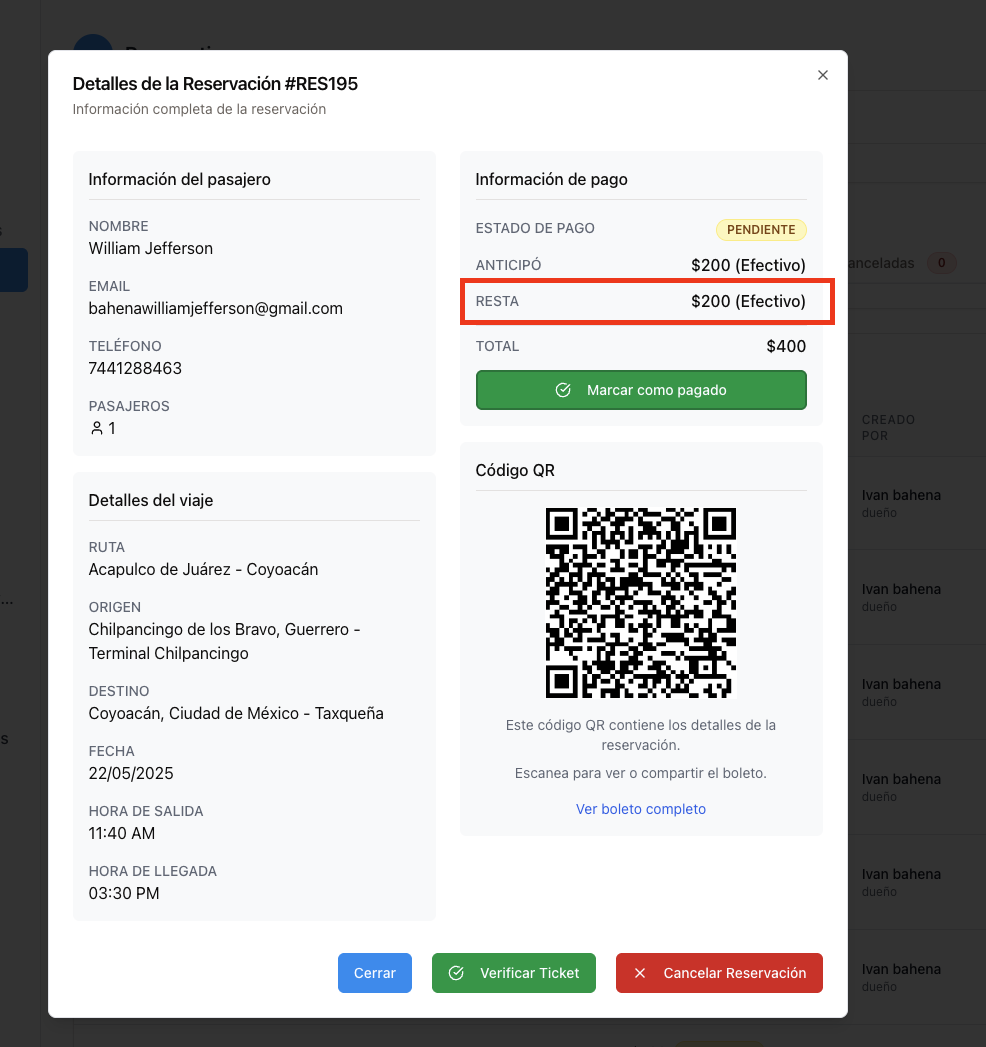 Detalles de la Reservación #RES195
Información completa de la reservación
Información del pasajero
NOMBRE
William Jefferson
EMAIL
bahenawilliamjefferson@gmail.com
TELÉFONO
7441288463
PASAJEROS
1
Detalles del viaje
RUTA
Acapulco de Juárez - Coyoacán
ORIGEN
Chilpancingo de los Bravo, Guerrero -
Terminal Chilpancingo
DESTINO
Coyoacán, Ciudad de México - Taxqueña
FECHA
22/05/2025
HORA DE SALIDA
11:40 AM
HORA DE LLEGADA
03:30 PM
Información de pago
ESTADO DE PAGO PENDIENTE
ANTICIPÓ $200 (Efectivo)
RESTA $200 (Efectivo)
TOTAL $400
Marcar como pagado
Código QR
Este código QR contiene los detalles de la
reservación.
Escanea para ver o compartir el boleto.
Ver boleto completo
Cerrar
Verificar Ticket
Cancelar Reservación
anceladas 0
CREADO
POR
Ivan bahena
dueño
Ivan bahena
dueño
Ivan bahena
dueño
Ivan bahena
dueño
Ivan bahena
dueño
Ivan bahena
dueño